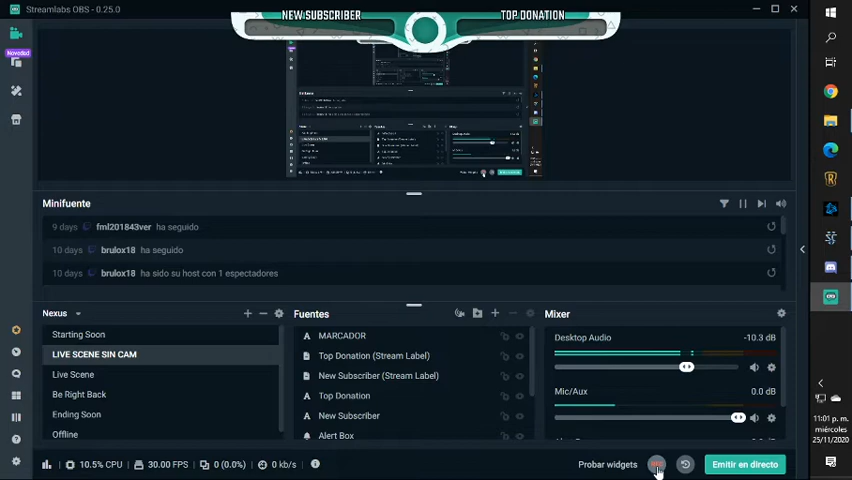 Streamlabs OBS - 0.25.0
NEW SUBSCRIBER
TOP DONATION
Novedad
Minifuente
9 days fml201843ver ha seguido
10 days brulox18 ha seguido
10 days brulox18 ha sido su host con 1 espectadores
Nexus
Starting Soon
LIVE SCENE SIN CAM
Live Scene
Be Right Back
Ending Soon
Offline
Fuentes
MARCADOR
Top Donation (Stream Label)
New Subscriber (Stream Label)
Top Donation
New Subscriber
Alert Box
Mixer
Desktop Audio -10.3 dB
Mic/Aux 0.0 dB
10.5% CPU
30.00 FPS
0 (0.0%)
0 kb/s
Probar widgets
REC
Emitir en directo
11:01 p. m.
miércoles
25/11/2020